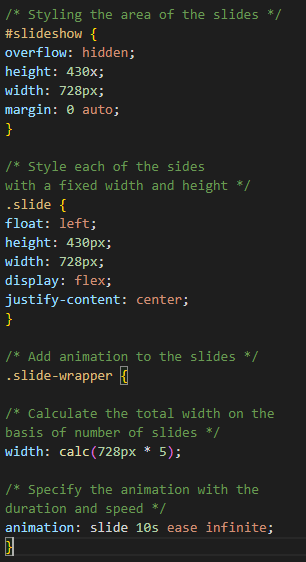 /* Styling the area of the slides */
#slideshow {
overflow: hidden;
height: 430x;
width: 728px;
margin: 0 auto;
}
/* Style each of the sides
with a fixed width and height */
.slide {
float: left;
height: 430px;
width: 728px;
display: flex;
justify-content: center;
}
/* Add animation to the slides */
.slide-wrapper {
/* Calculate the total width on the
basis of number of slides */
width: calc(728px * 5);
/* Specify the animation with the
duration and speed */
animation: slide 10s ease infinite;
}